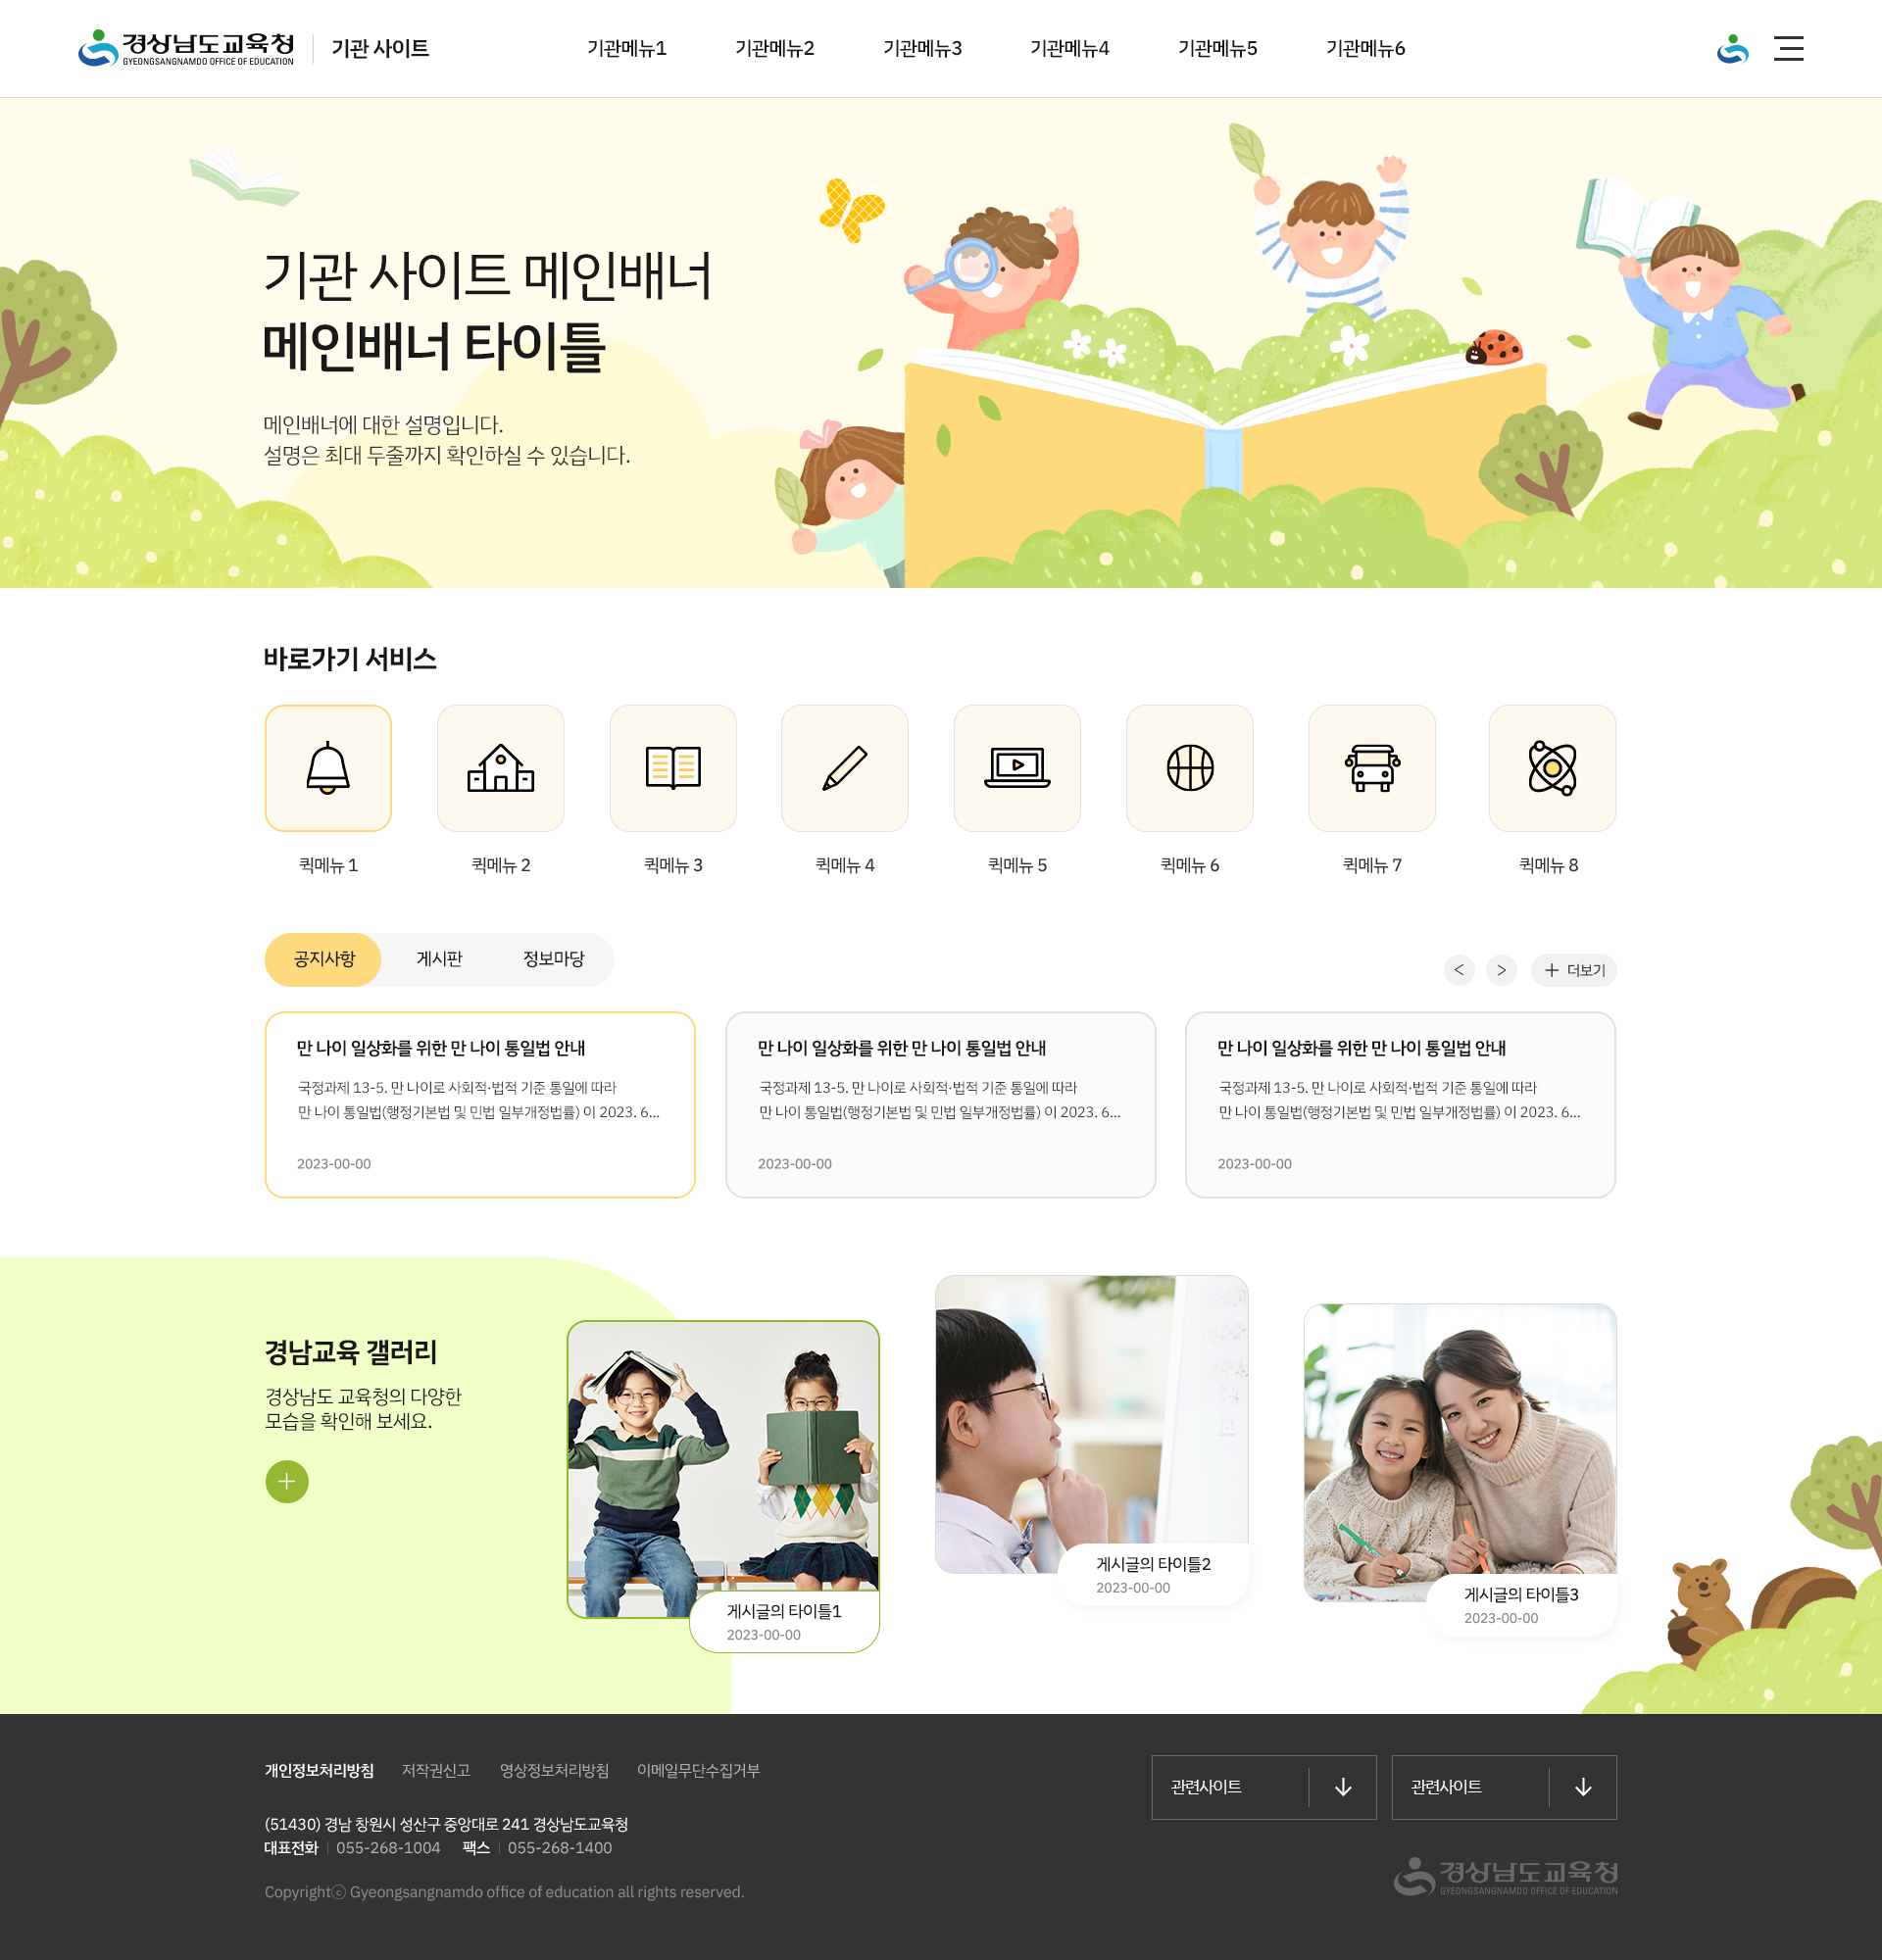 경상남도교육청
GYEONGSANGNAMDO OFFICE OF EDUCATION
기관 사이트
기관메뉴1 기관메뉴2 기관메뉴3 기관메뉴4 기관메뉴5 기관메뉴6
기관 사이트 메인배너
메인배너 타이틀
메인배너에 대한 설명입니다.
설명은 최대 두줄까지 확인하실 수 있습니다.
바로가기 서비스
퀵메뉴 1 퀵메뉴 2 퀵메뉴 3 퀵메뉴 4 퀵메뉴 5 퀵메뉴 6 퀵메뉴 7 퀵메뉴 8
공지사항 게시판 정보마당
< > + 더보기
만 나이 일상화를 위한 만 나이 통일법 안내
국정과제 13-5. 만 나이로 사회적·법적 기준 통일에 따라
만 나이 통일법(행정기본법 및 민법 일부개정법률) 이 2023. 6...
2023-00-00
만 나이 일상화를 위한 만 나이 통일법 안내
국정과제 13-5. 만 나이로 사회적·법적 기준 통일에 따라
만 나이 통일법(행정기본법 및 민법 일부개정법률) 이 2023. 6...
2023-00-00
만 나이 일상화를 위한 만 나이 통일법 안내
국정과제 13-5. 만 나이로 사회적·법적 기준 통일에 따라
만 나이 통일법(행정기본법 및 민법 일부개정법률) 이 2023. 6...
2023-00-00
경남교육 갤러리
경상남도 교육청의 다양한
모습을 확인해 보세요.
게시글의 타이틀1
2023-00-00
게시글의 타이틀2
2023-00-00
게시글의 타이틀3
2023-00-00
개인정보처리방침 저작권신고 영상정보처리방침 이메일무단수집거부
(51430) 경남 창원시 성산구 중앙대로 241 경상남도교육청
대표전화 055-268-1004 팩스 055-268-1400
Copyrightⓒ Gyeongsangnamdo office of education all rights reserved.
관련사이트
관련사이트
경상남도교육청
GYEONGSANGNAMDO OFFICE OF EDUCATION